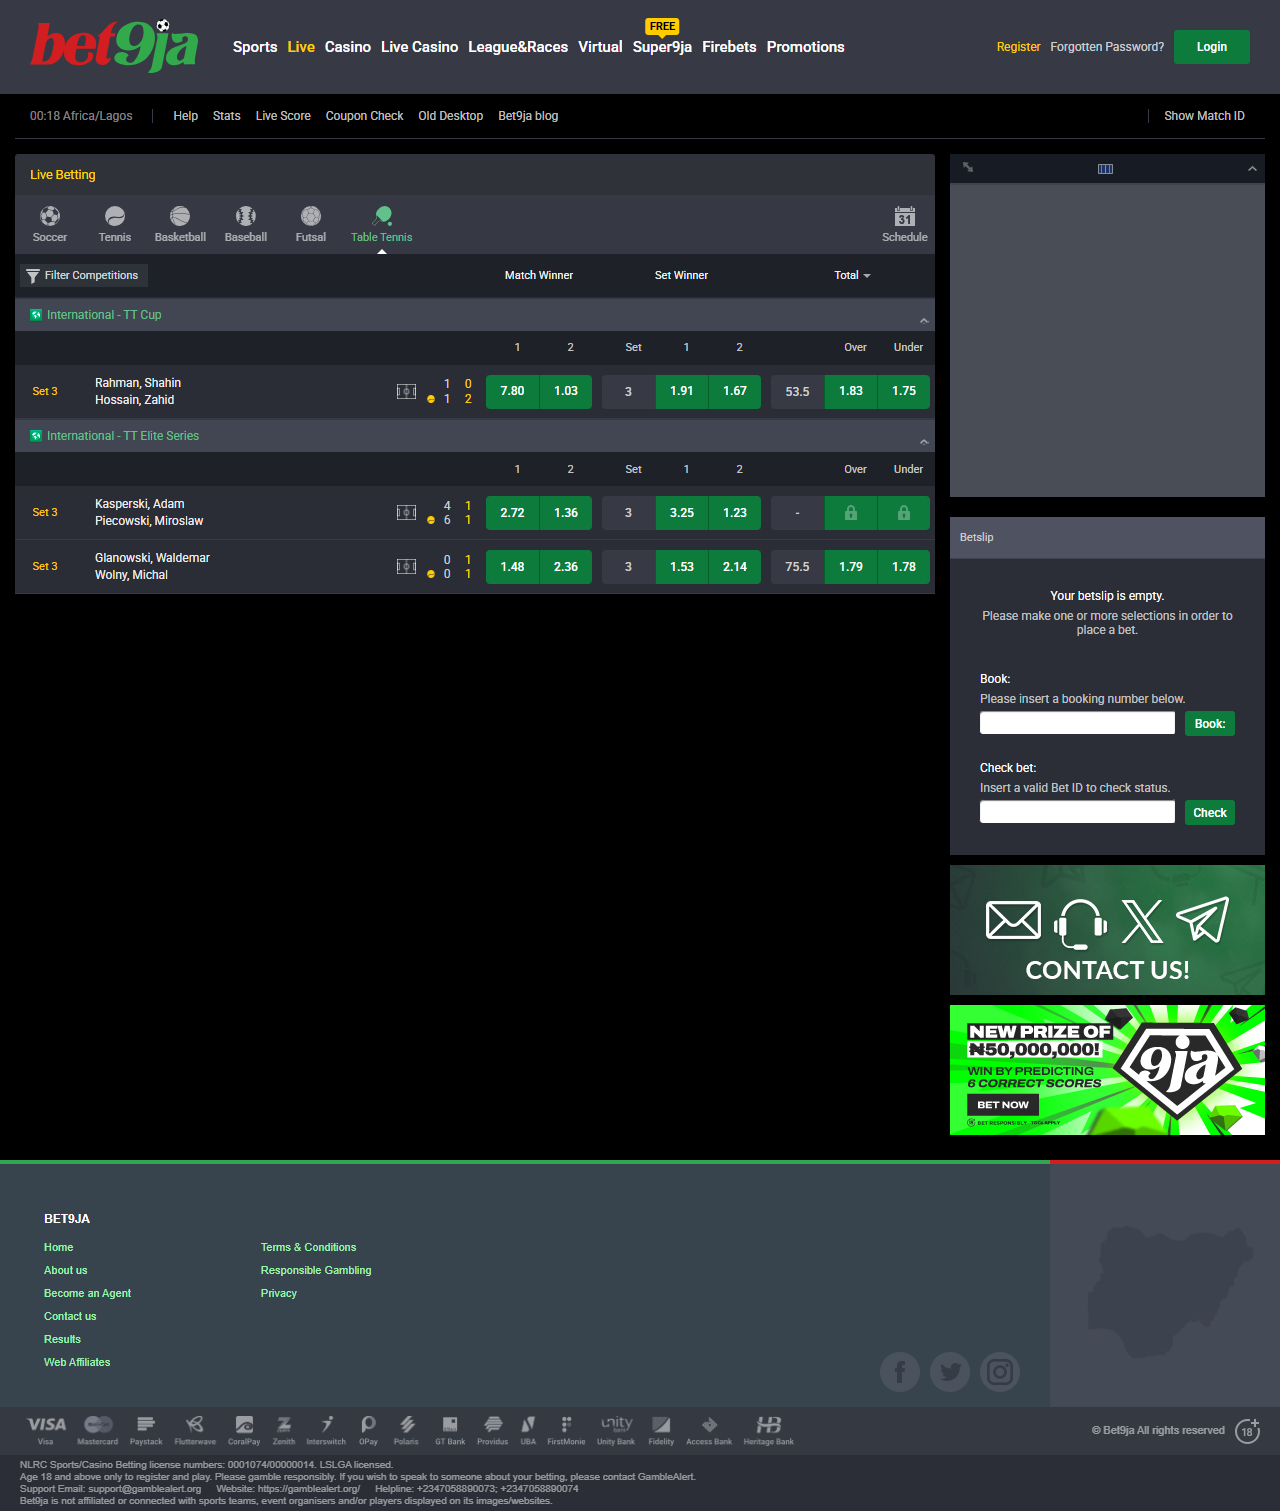 bet9ja
Sports Live Casino Live Casino League&Races Virtual Super9ja Firebets Promotions
FREE
Register Forgotten Password? Login
00:18 Africa/Lagos Help Stats Live Score Coupon Check Old Desktop Bet9ja blog Show Match ID
Live Betting
Soccer Tennis Basketball Baseball Futsal Table Tennis 31 Schedule
Filter Competitions Match Winner Set Winner Total
International - TT Cup
1 2 Set 1 2 Over Under
Set 3 Rahman, Shahin 1 0 7.80 1.03 3 1.91 1.67 53.5 1.83 1.75
Hossain, Zahid 1 2
International - TT Elite Series
1 2 Set 1 2 Over Under
Set 3 Kasperski, Adam 4 1 2.72 1.36 3 3.25 1.23 -
Piecowski, Miroslaw 6 1
Set 3 Glanowski, Waldemar 0 1 1.48 2.36 3 1.53 2.14 75.5 1.79 1.78
Wolny, Michal 0 1
Betslip
Your betslip is empty.
Please make one or more selections in order to
place a bet.
Book:
Please insert a booking number below.
Book:
Check bet:
Insert a valid Bet ID to check status.
Check
CONTACT US!
NEW PRIZE OF
₦50,000,000!
WIN BY PREDICTING
6 CORRECT SCORES
BET NOW
BET RESPONSIBLY. T&Cs APPLY
9ja
BET9JA
Home Terms & Conditions
About us Responsible Gambling
Become an Agent Privacy
Contact us
Results
Web Affiliates
VISA unity HB
Visa Mastercard Paystack Flutterwave CoralPay Zenith Interswitch OPay Polaris GT Bank Providus UBA FirstMonie Unity Bank Fidelity Access Bank Heritage Bank
© Bet9ja All rights reserved 18+
NLRC Sports/Casino Betting license numbers: 0001074/00000014. LSLGA licensed.
Age 18 and above only to register and play. Please gamble responsibly. If you wish to speak to someone about your betting, please contact GambleAlert.
Support Email: support@gamblealert.org Website: https://gamblealert.org/ Helpline: +2347058890073; +2347058890074
Bet9ja is not affiliated or connected with sports teams, event organisers and/or players displayed on its images/websites.